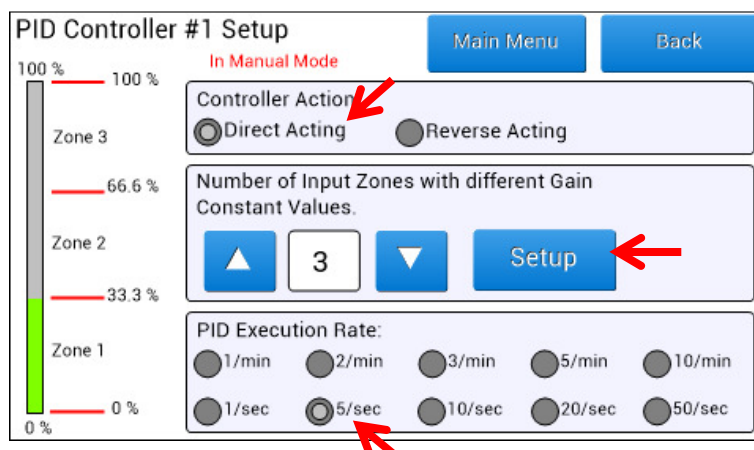 PID Controller #1 Setup
In Manual Mode
Main Menu
Back
100 %
100 %
Zone 3
66.6 %
Zone 2
33.3 %
Zone 1
0 %
0 %
Controller Action
Direct Acting
Reverse Acting
Number of Input Zones with different Gain
Constant Values.
3
Setup
PID Execution Rate:
1/min 2/min 3/min 5/min 10/min
1/sec 5/sec 10/sec 20/sec 50/sec